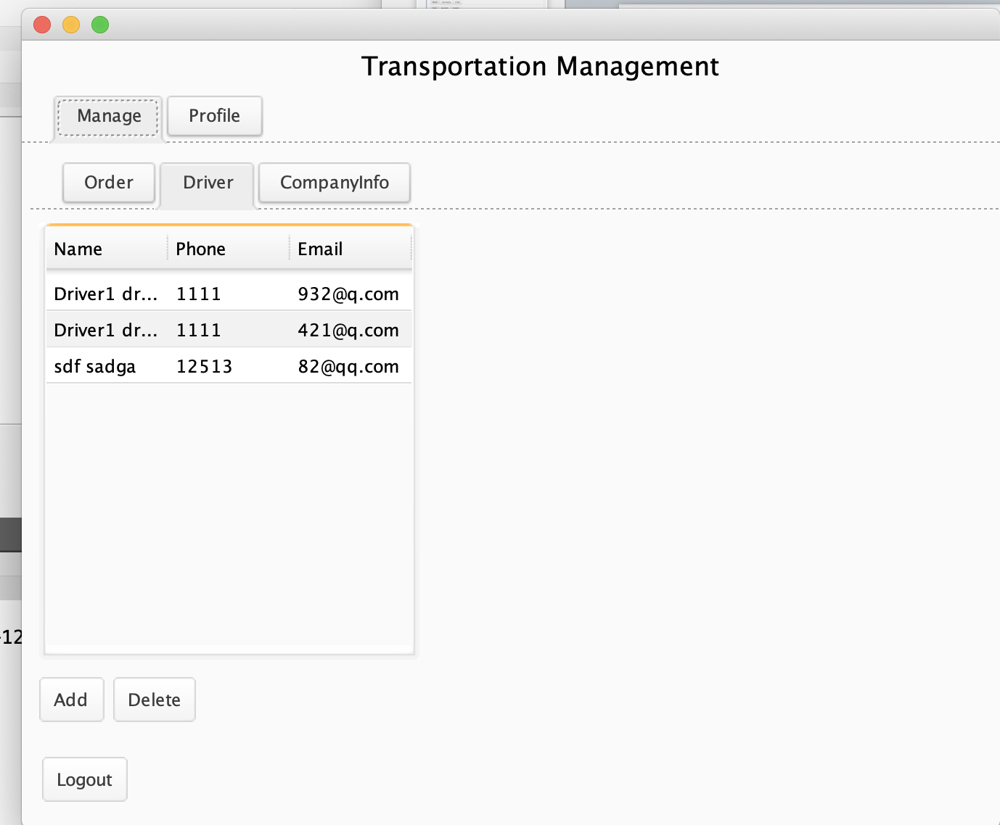 Transportation Management
Manage Profile
Order Driver CompanyInfo
Name Phone Email
Driver1 dr... 1111 932@q.com
Driver1 dr... 1111 421@q.com
sdf sadga 12513 82@qq.com
-12
Add Delete
Logout